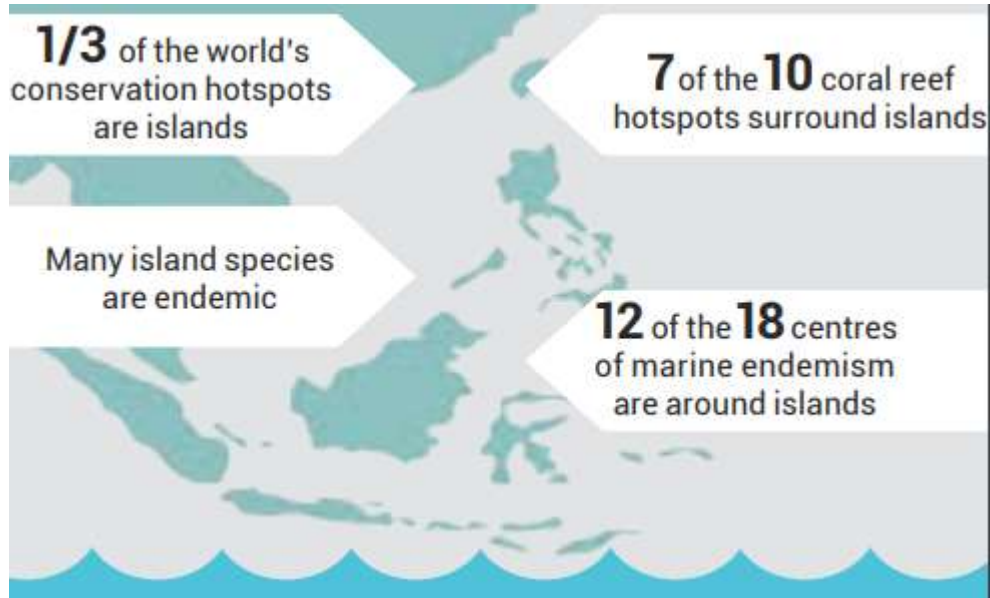 1/3 of the world's
conservation hotspots
are islands
7 of the 10 coral reef
hotspots surround islands
Many island species
are endemic
12 of the 18 centres
of marine endemism
are around islands